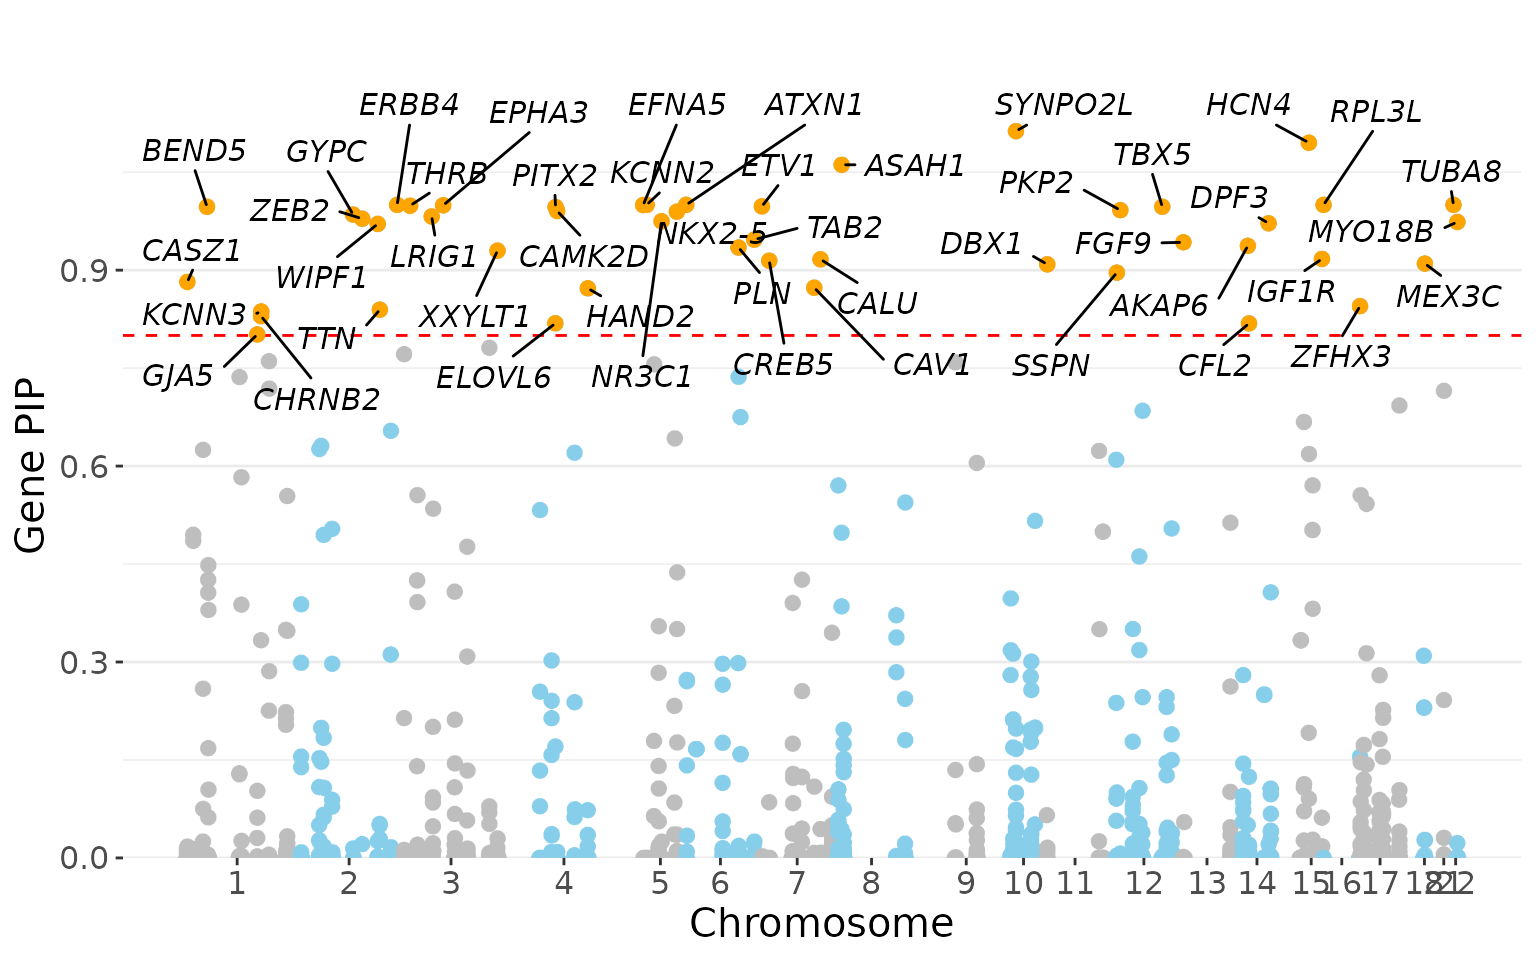 ERBB4 EPHA3 EFNA5 ATXN1 SYNPO2L HCN4 RPL3L
BEND5 GYPC THRB PITX2 KCNN2 ETV1 ASAH1 TBX5 TUBA8
ZEB2 PKP2 DPF3
CASZ1 WIPF1 LRIG1 CAMK2D NKX2-5 TAB2 DBX1 FGF9 MYO18B
KCNN3 TTN XXYLT1 HAND2 PLN CALU AKAP6 IGF1R MEX3C
GJA5 CHRNB2 ELOVL6 NR3C1 CREB5 CAV1 SSPN CFL2 ZFHX3
Gene PIP
0.9
0.6
0.3
0.0
1 2 3 4 5 6 7 8 9 10 11 12 13 14 15 16 17 18 21 22
Chromosome